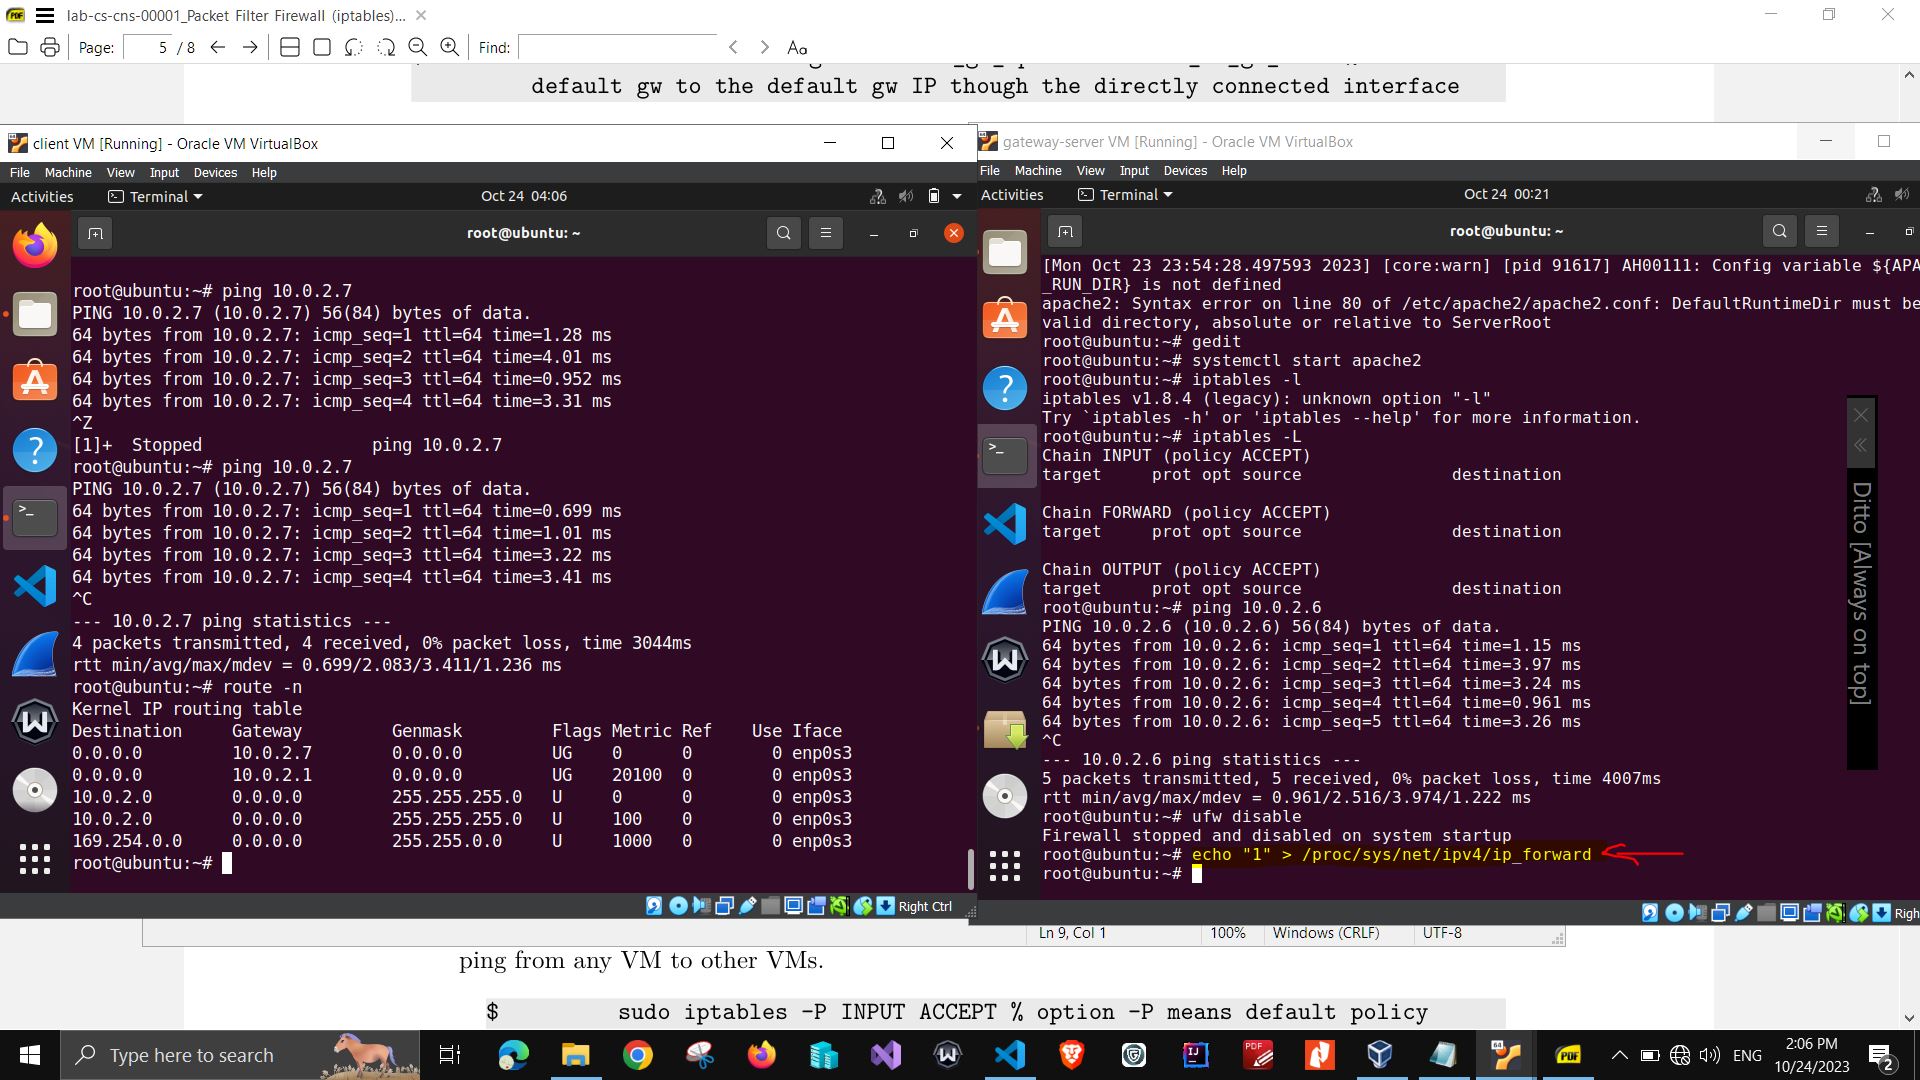 lab-cs-cns-00001_Packet Filter Firewall (iptables)...
Page: 5 / 8 Find: Aa
default gw to the default gw IP though the directly connected interface
client VM [Running] - Oracle VM VirtualBox
File Machine View Input Devices Help
Activities Terminal Oct 24 04:06
root@ubuntu: ~
root@ubuntu:~# ping 10.0.2.7
PING 10.0.2.7 (10.0.2.7) 56(84) bytes of data.
64 bytes from 10.0.2.7: icmp_seq=1 ttl=64 time=1.28 ms
64 bytes from 10.0.2.7: icmp_seq=2 ttl=64 time=4.01 ms
64 bytes from 10.0.2.7: icmp_seq=3 ttl=64 time=0.952 ms
64 bytes from 10.0.2.7: icmp_seq=4 ttl=64 time=3.31 ms
^Z
[1]+  Stopped                 ping 10.0.2.7
root@ubuntu:~# ping 10.0.2.7
PING 10.0.2.7 (10.0.2.7) 56(84) bytes of data.
64 bytes from 10.0.2.7: icmp_seq=1 ttl=64 time=0.699 ms
64 bytes from 10.0.2.7: icmp_seq=2 ttl=64 time=1.01 ms
64 bytes from 10.0.2.7: icmp_seq=3 ttl=64 time=3.22 ms
64 bytes from 10.0.2.7: icmp_seq=4 ttl=64 time=3.41 ms
^C
--- 10.0.2.7 ping statistics ---
4 packets transmitted, 4 received, 0% packet loss, time 3044ms
rtt min/avg/max/mdev = 0.699/2.083/3.411/1.236 ms
root@ubuntu:~# route -n
Kernel IP routing table
Destination     Gateway         Genmask         Flags Metric Ref    Use Iface
0.0.0.0         10.0.2.7        0.0.0.0         UG    0      0        0 enp0s3
0.0.0.0         10.0.2.1        0.0.0.0         UG    20100  0        0 enp0s3
10.0.2.0        0.0.0.0         255.255.255.0   U     0      0        0 enp0s3
10.0.2.0        0.0.0.0         255.255.255.0   U     100    0        0 enp0s3
169.254.0.0     0.0.0.0         255.255.0.0     U     1000   0        0 enp0s3
root@ubuntu:~#
Right Ctrl
gateway-server VM [Running] - Oracle VM VirtualBox
File Machine View Input Devices Help
Activities Terminal Oct 24 00:21
root@ubuntu: ~
[Mon Oct 23 23:54:28.497593 2023] [core:warn] [pid 91617] AH00111: Config variable ${APA
_RUN_DIR} is not defined
apache2: Syntax error on line 80 of /etc/apache2/apache2.conf: DefaultRuntimeDir must be
valid directory, absolute or relative to ServerRoot
root@ubuntu:~# gedit
root@ubuntu:~# systemctl start apache2
root@ubuntu:~# iptables -l
iptables v1.8.4 (legacy): unknown option "-l"
Try `iptables -h' or 'iptables --help' for more information.
root@ubuntu:~# iptables -L
Chain INPUT (policy ACCEPT)
target     prot opt source               destination
Chain FORWARD (policy ACCEPT)
target     prot opt source               destination
Chain OUTPUT (policy ACCEPT)
target     prot opt source               destination
root@ubuntu:~# ping 10.0.2.6
PING 10.0.2.6 (10.0.2.6) 56(84) bytes of data.
64 bytes from 10.0.2.6: icmp_seq=1 ttl=64 time=1.15 ms
64 bytes from 10.0.2.6: icmp_seq=2 ttl=64 time=3.97 ms
64 bytes from 10.0.2.6: icmp_seq=3 ttl=64 time=3.24 ms
64 bytes from 10.0.2.6: icmp_seq=4 ttl=64 time=0.961 ms
64 bytes from 10.0.2.6: icmp_seq=5 ttl=64 time=3.26 ms
^C
--- 10.0.2.6 ping statistics ---
5 packets transmitted, 5 received, 0% packet loss, time 4007ms
rtt min/avg/max/mdev = 0.961/2.516/3.974/1.222 ms
root@ubuntu:~# ufw disable
Firewall stopped and disabled on system startup
root@ubuntu:~# echo "1" > /proc/sys/net/ipv4/ip_forward
root@ubuntu:~#
Ditto [Always on top]
Righ
Ln 9, Col 1 100% Windows (CRLF) UTF-8
ping from any VM to other VMs.
$ sudo iptables -P INPUT ACCEPT % option -P means default policy
Type here to search
ENG
2:06 PM
10/24/2023
2